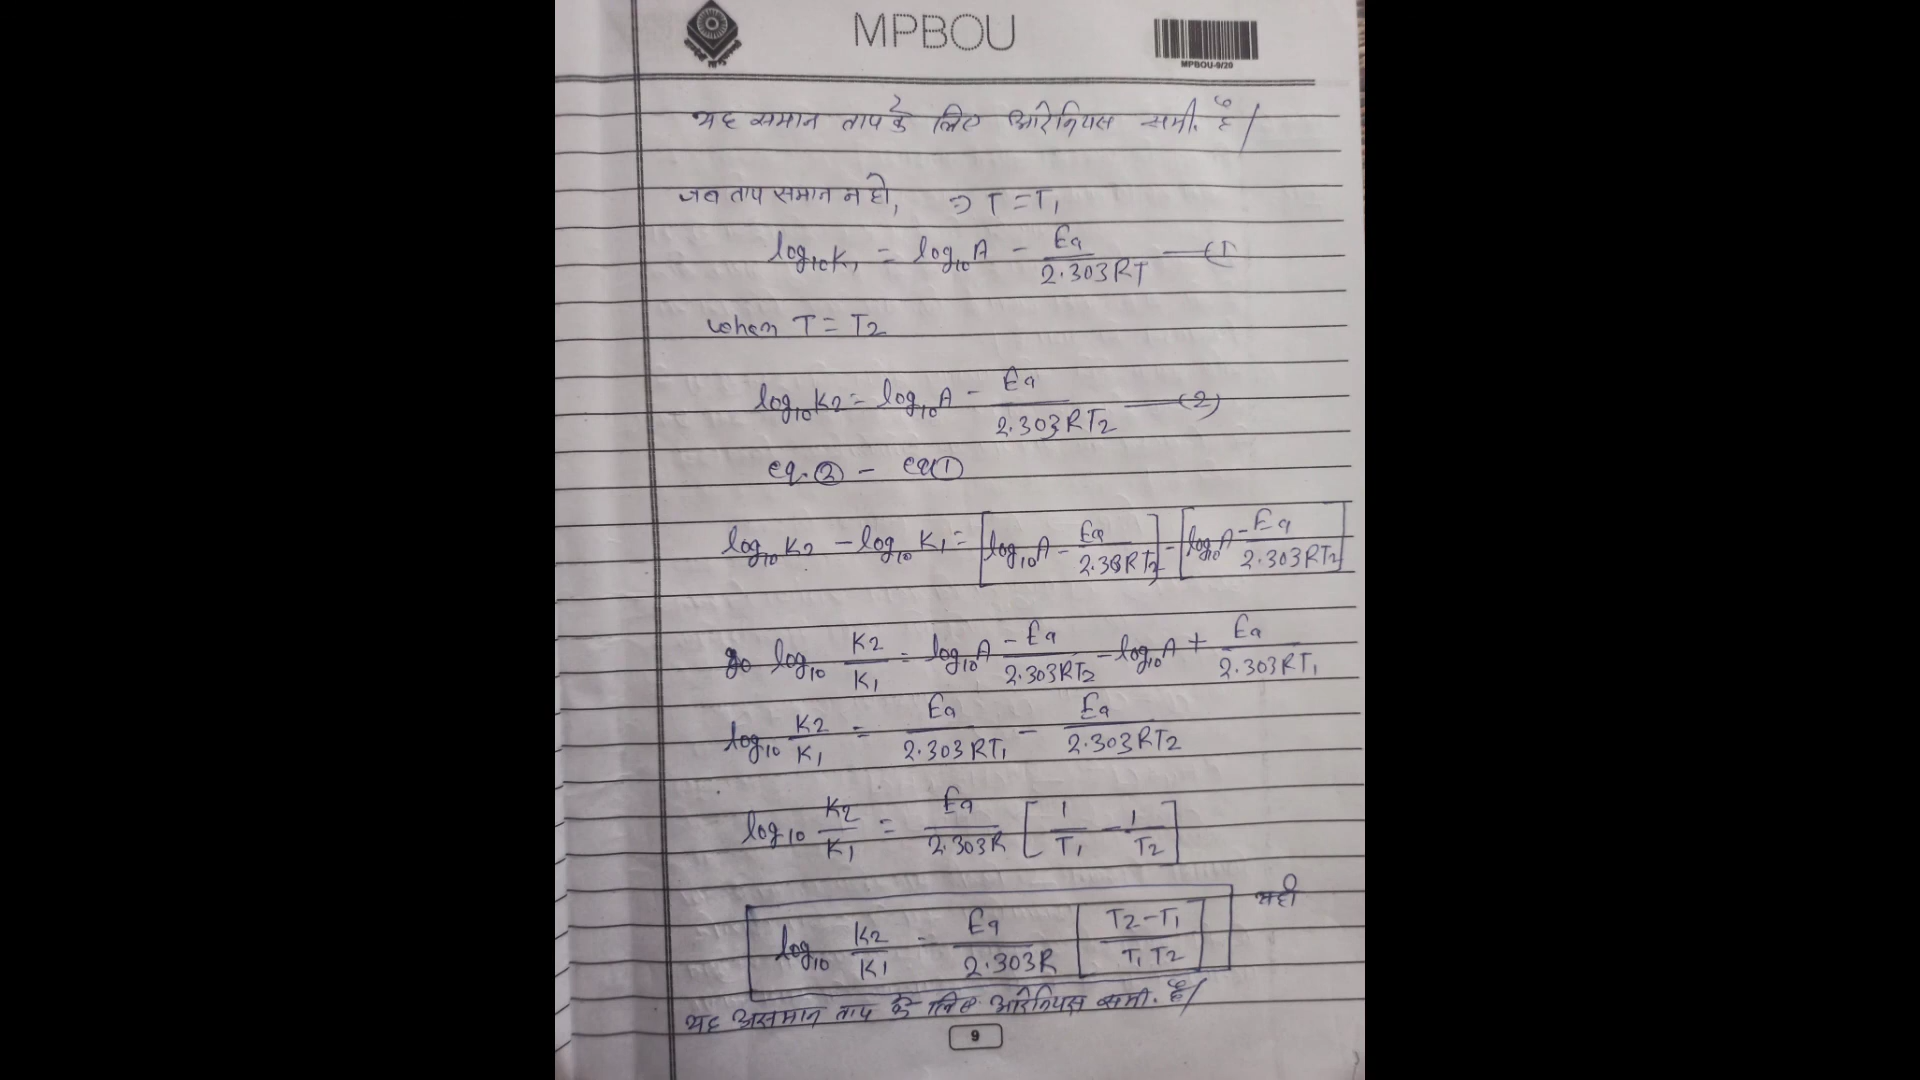 MPBOU
MPBOU-9/20
यह समान ताप के लिए आरेनियस समी. है।
जब ताप समान न हो, ⇒ T = T₁
log₁₀K₁ = log₁₀A - Ea/2.303RT —(1
when T = T2
log₁₀K2 = log₁₀A - Ea/2.303RT2 —(2)
eq.② - eq①
log₁₀K2 - log₁₀K₁ = [log₁₀A - Ea/2.303RT2] - [log₁₀A - Ea/2.303RT2]
so log₁₀ K2/K₁ = log₁₀A - Ea/2.303RT2 - log₁₀A + Ea/2.303RT₁
log₁₀ K2/K₁ = Ea/2.303RT₁ - Ea/2.303RT2
log₁₀ K2/K₁ = Ea/2.303R [1/T₁ - 1/T2]
log₁₀ K2/K₁ = Ea/2.303R [T2-T₁/T₁T2] यही
यह असमान ताप के लिए आरेनियस समी. है।
9